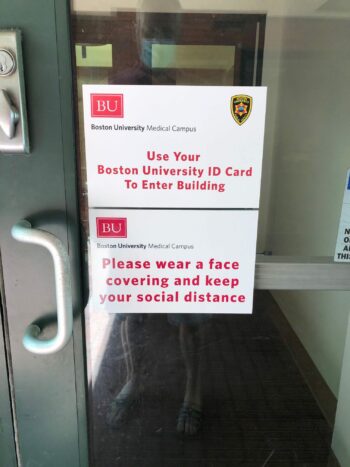 BU
Boston University Medical Campus
Use Your
Boston University ID Card
To Enter Building
BU
Boston University Medical Campus
Please wear a face
covering and keep
your social distance